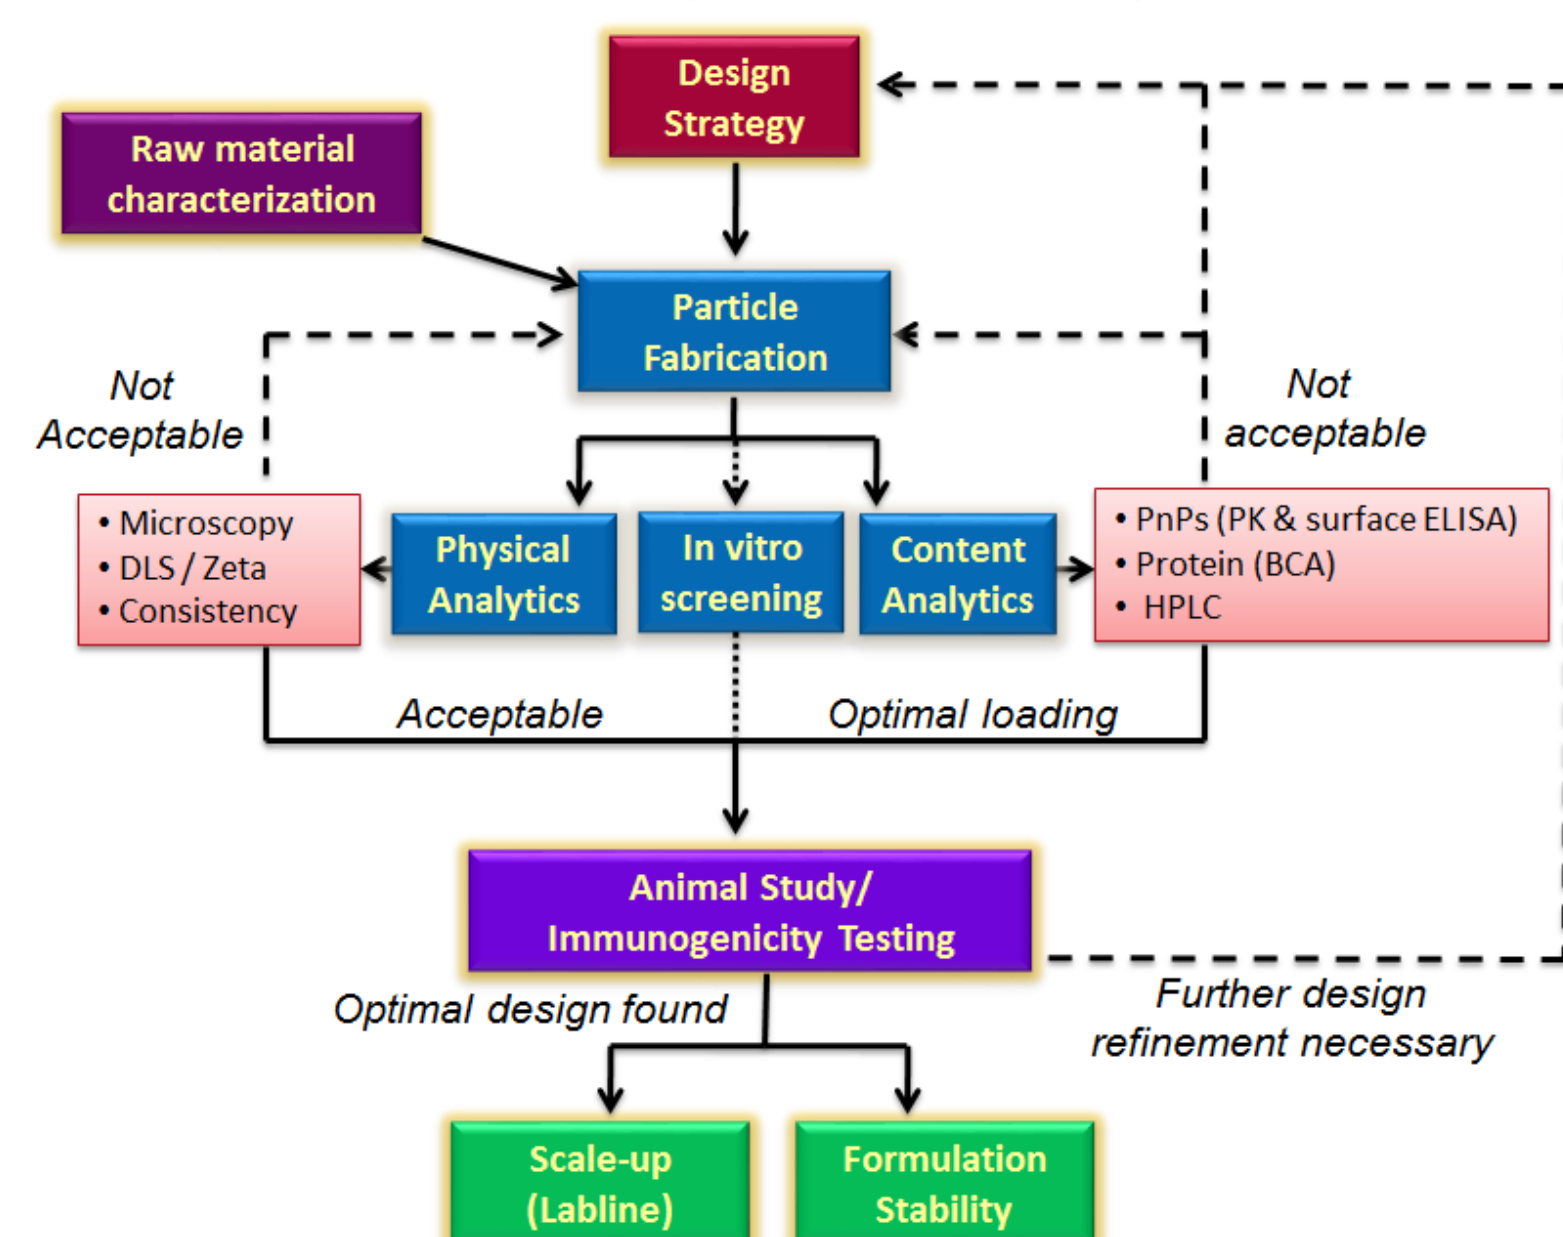 Design
Strategy
Raw material
characterization
Particle
Fabrication
Not
Acceptable
Not
acceptable
• Microscopy
• DLS / Zeta
• Consistency
Physical
Analytics
In vitro
screening
Content
Analytics
• PnPs (PK & surface ELISA)
• Protein (BCA)
• HPLC
Acceptable
Optimal loading
Animal Study/
Immunogenicity Testing
Optimal design found
Further design
refinement necessary
Scale-up
(Labline)
Formulation
Stability